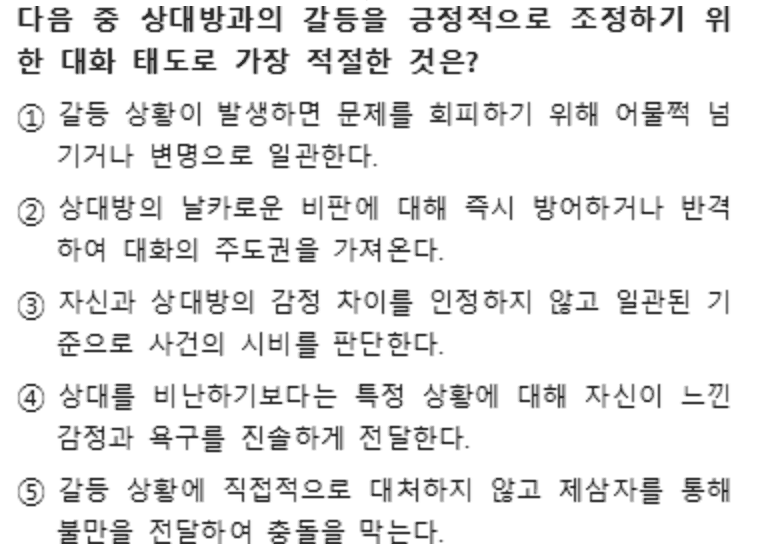 다음 중 상대방과의 갈등을 긍정적으로 조정하기 위
한 대화 태도로 가장 적절한 것은?
① 갈등 상황이 발생하면 문제를 회피하기 위해 어물쩍 넘
기거나 변명으로 일관한다.
② 상대방의 날카로운 비판에 대해 즉시 방어하거나 반격
하여 대화의 주도권을 가져온다.
③ 자신과 상대방의 감정 차이를 인정하지 않고 일관된 기
준으로 사건의 시비를 판단한다.
④ 상대를 비난하기보다는 특정 상황에 대해 자신이 느낀
감정과 욕구를 진솔하게 전달한다.
⑤ 갈등 상황에 직접적으로 대처하지 않고 제삼자를 통해
불만을 전달하여 충돌을 막는다.